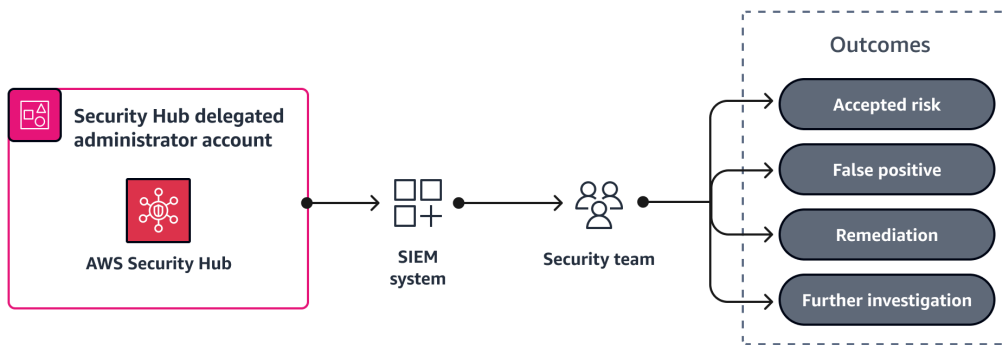 Security Hub delegated
administrator account
AWS Security Hub
SIEM
system
Security team
Outcomes
Accepted risk
False positive
Remediation
Further investigation